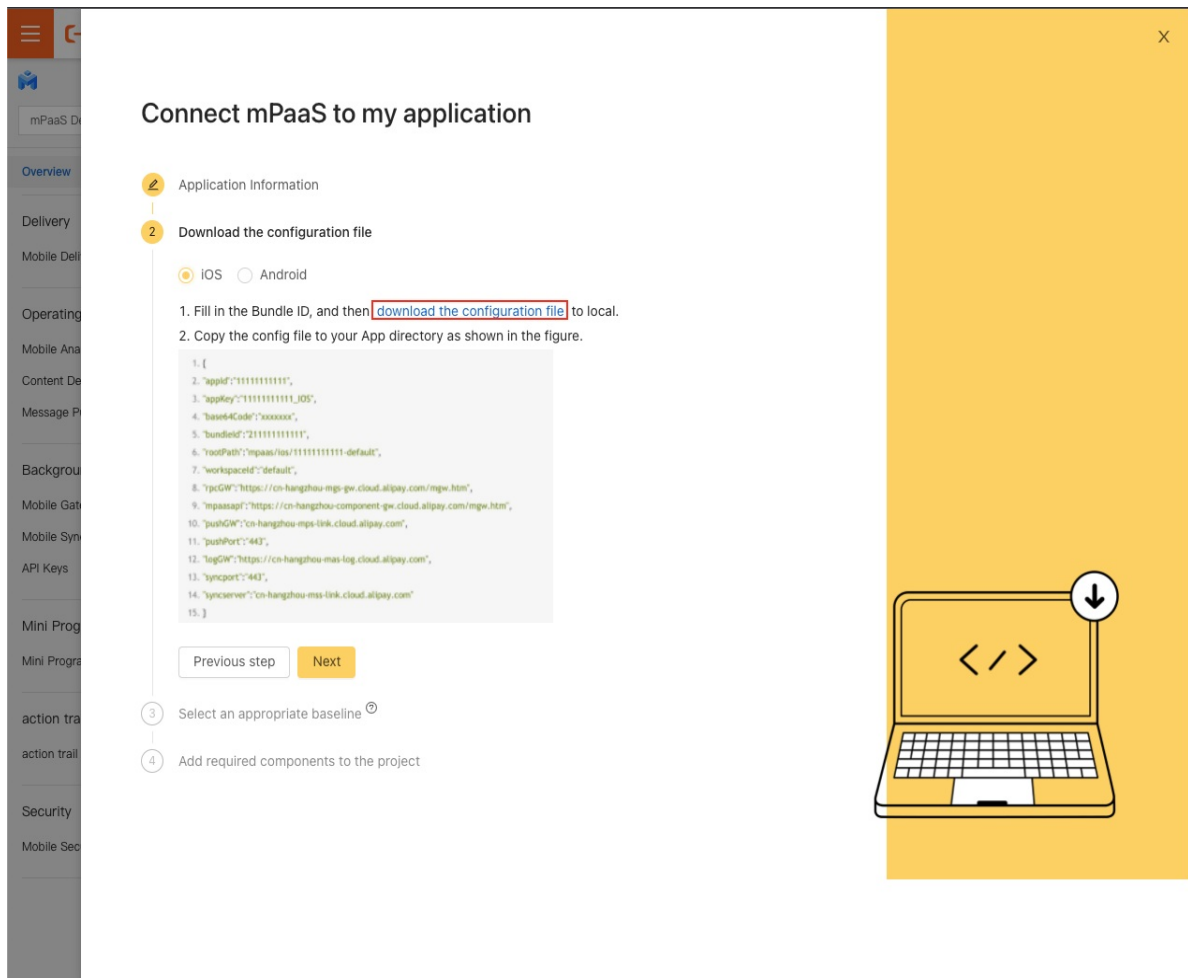 X
mPaaS De
Overview
Delivery
Mobile Deli
Operating
Mobile Ana
Content De
Message P
Backgrou
Mobile Gat
Mobile Syn
API Keys
Mini Prog
Mini Progra
action tra
action trail
Security
Mobile Sec
Connect mPaaS to my application
Application Information
2 Download the configuration file
iOS Android
1. Fill in the Bundle ID, and then download the configuration file to local.
2. Copy the config file to your App directory as shown in the figure.
1. {
2. "appId":"11111111111",
3. "appKey":"11111111111_IOS",
4. "base64Code":"xxxxxxx",
5. "bundleId":"211111111111",
6. "rootPath":"mpaas/ios/11111111111-default",
7. "workspaceId":"default",
8. "rpcGW":"https://cn-hangzhou-mgs-gw.cloud.alipay.com/mgw.htm",
9. "mpaasapi":"https://cn-hangzhou-component-gw.cloud.alipay.com/mgw.htm",
10. "pushGW":"cn-hangzhou-mps-link.cloud.alipay.com",
11. "pushPort":"443",
12. "logGW":"https://cn-hangzhou-mas-log.cloud.alipay.com",
13. "syncport":"443",
14. "syncserver":"cn-hangzhou-mss-link.cloud.alipay.com"
15. }
Previous step Next
3 Select an appropriate baseline ?
4 Add required components to the project